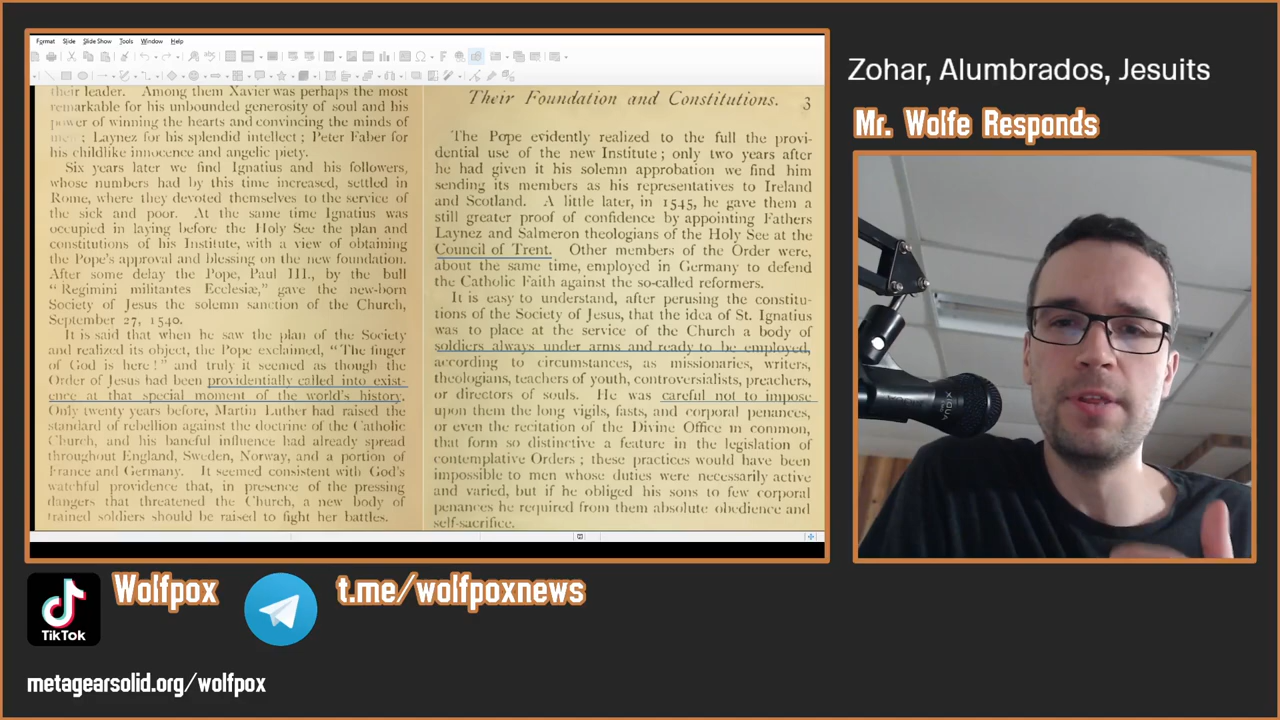 Format Slide Slide Show Tools Window Help
their leader. Among them Xavier was perhaps the most
remarkable for his unbounded generosity of soul and his
power of winning the hearts and convincing the minds of
men; Laynez for his splendid intellect; Peter Faber for
his childlike innocence and angelic piety.
Six years later we find Ignatius and his followers,
whose numbers had by this time increased, settled in
Rome, where they devoted themselves to the service of
the sick and poor. At the same time Ignatius was
occupied in laying before the Holy See the plan and
constitutions of his Institute, with a view of obtaining
the Pope's approval and blessing on the new foundation.
After some delay the Pope, Paul III., by the bull
"Regimini militantes Ecclesiæ," gave the new-born
Society of Jesus the solemn sanction of the Church,
September 27, 1540.
It is said that when he saw the plan of the Society
and realized its object, the Pope exclaimed, "The finger
of God is here!" and truly it seemed as though the
Order of Jesus had been providentially called into exist-
ence at that special moment of the world's history.
Only twenty years before, Martin Luther had raised the
standard of rebellion against the doctrine of the Catholic
Church, and his baneful influence had already spread
throughout England, Sweden, Norway, and a portion of
France and Germany. It seemed consistent with God's
watchful providence that, in presence of the pressing
dangers that threatened the Church, a new body of
trained soldiers should be raised to fight her battles.
Their Foundation and Constitutions. 3
The Pope evidently realized to the full the provi-
dential use of the new Institute; only two years after
he had given it his solemn approbation we find him
sending its members as his representatives to Ireland
and Scotland. A little later, in 1545, he gave them a
still greater proof of confidence by appointing Fathers
Laynez and Salmeron theologians of the Holy See at the
Council of Trent. Other members of the Order were,
about the same time, employed in Germany to defend
the Catholic Faith against the so-called reformers.
It is easy to understand, after perusing the constitu-
tions of the Society of Jesus, that the idea of St. Ignatius
was to place at the service of the Church a body of
soldiers always under arms and ready to be employed,
according to circumstances, as missionaries, writers,
theologians, teachers of youth, controversialists, preachers,
or directors of souls. He was careful not to impose
upon them the long vigils, fasts, and corporal penances,
or even the recitation of the Divine Office in common,
that form so distinctive a feature in the legislation of
contemplative Orders; these practices would have been
impossible to men whose duties were necessarily active
and varied, but if he obliged his sons to few corporal
penances he required from them absolute obedience and
self-sacrifice.
Zohar, Alumbrados, Jesuits
Mr. Wolfe Responds
TikTok
Wolfpox
t.me/wolfpoxnews
metagearsolid.org/wolfpox